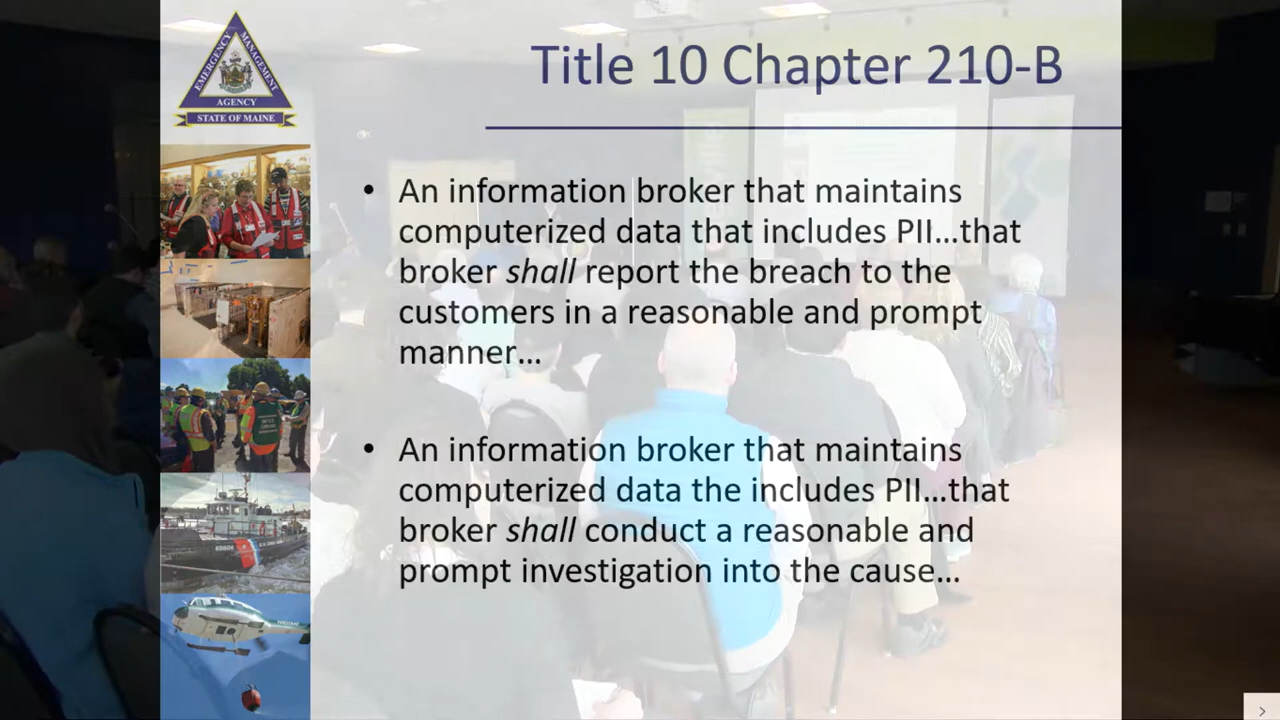 EMERGENCY MANAGEMENT
AGENCY
STATE OF MAINE
Title 10 Chapter 210-B
• An information broker that maintains
computerized data that includes PII...that
broker shall report the breach to the
customers in a reasonable and prompt
manner...
• An information broker that maintains
computerized data the includes PII...that
broker shall conduct a reasonable and
prompt investigation into the cause...